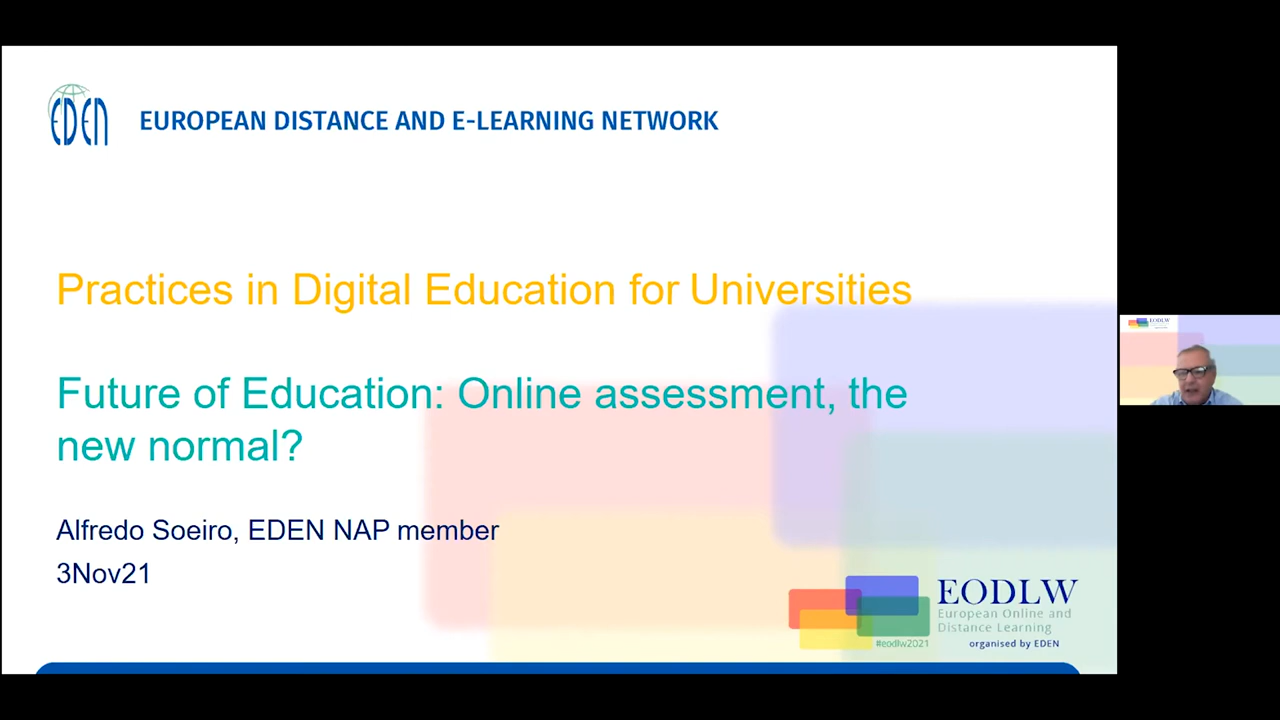 EDEN
EUROPEAN DISTANCE AND E-LEARNING NETWORK
Practices in Digital Education for Universities
Future of Education: Online assessment, the
new normal?
Alfredo Soeiro, EDEN NAP member
3Nov21
EODLW
European Online and
Distance Learning
#eodlw2021
organised by EDEN
EODLW